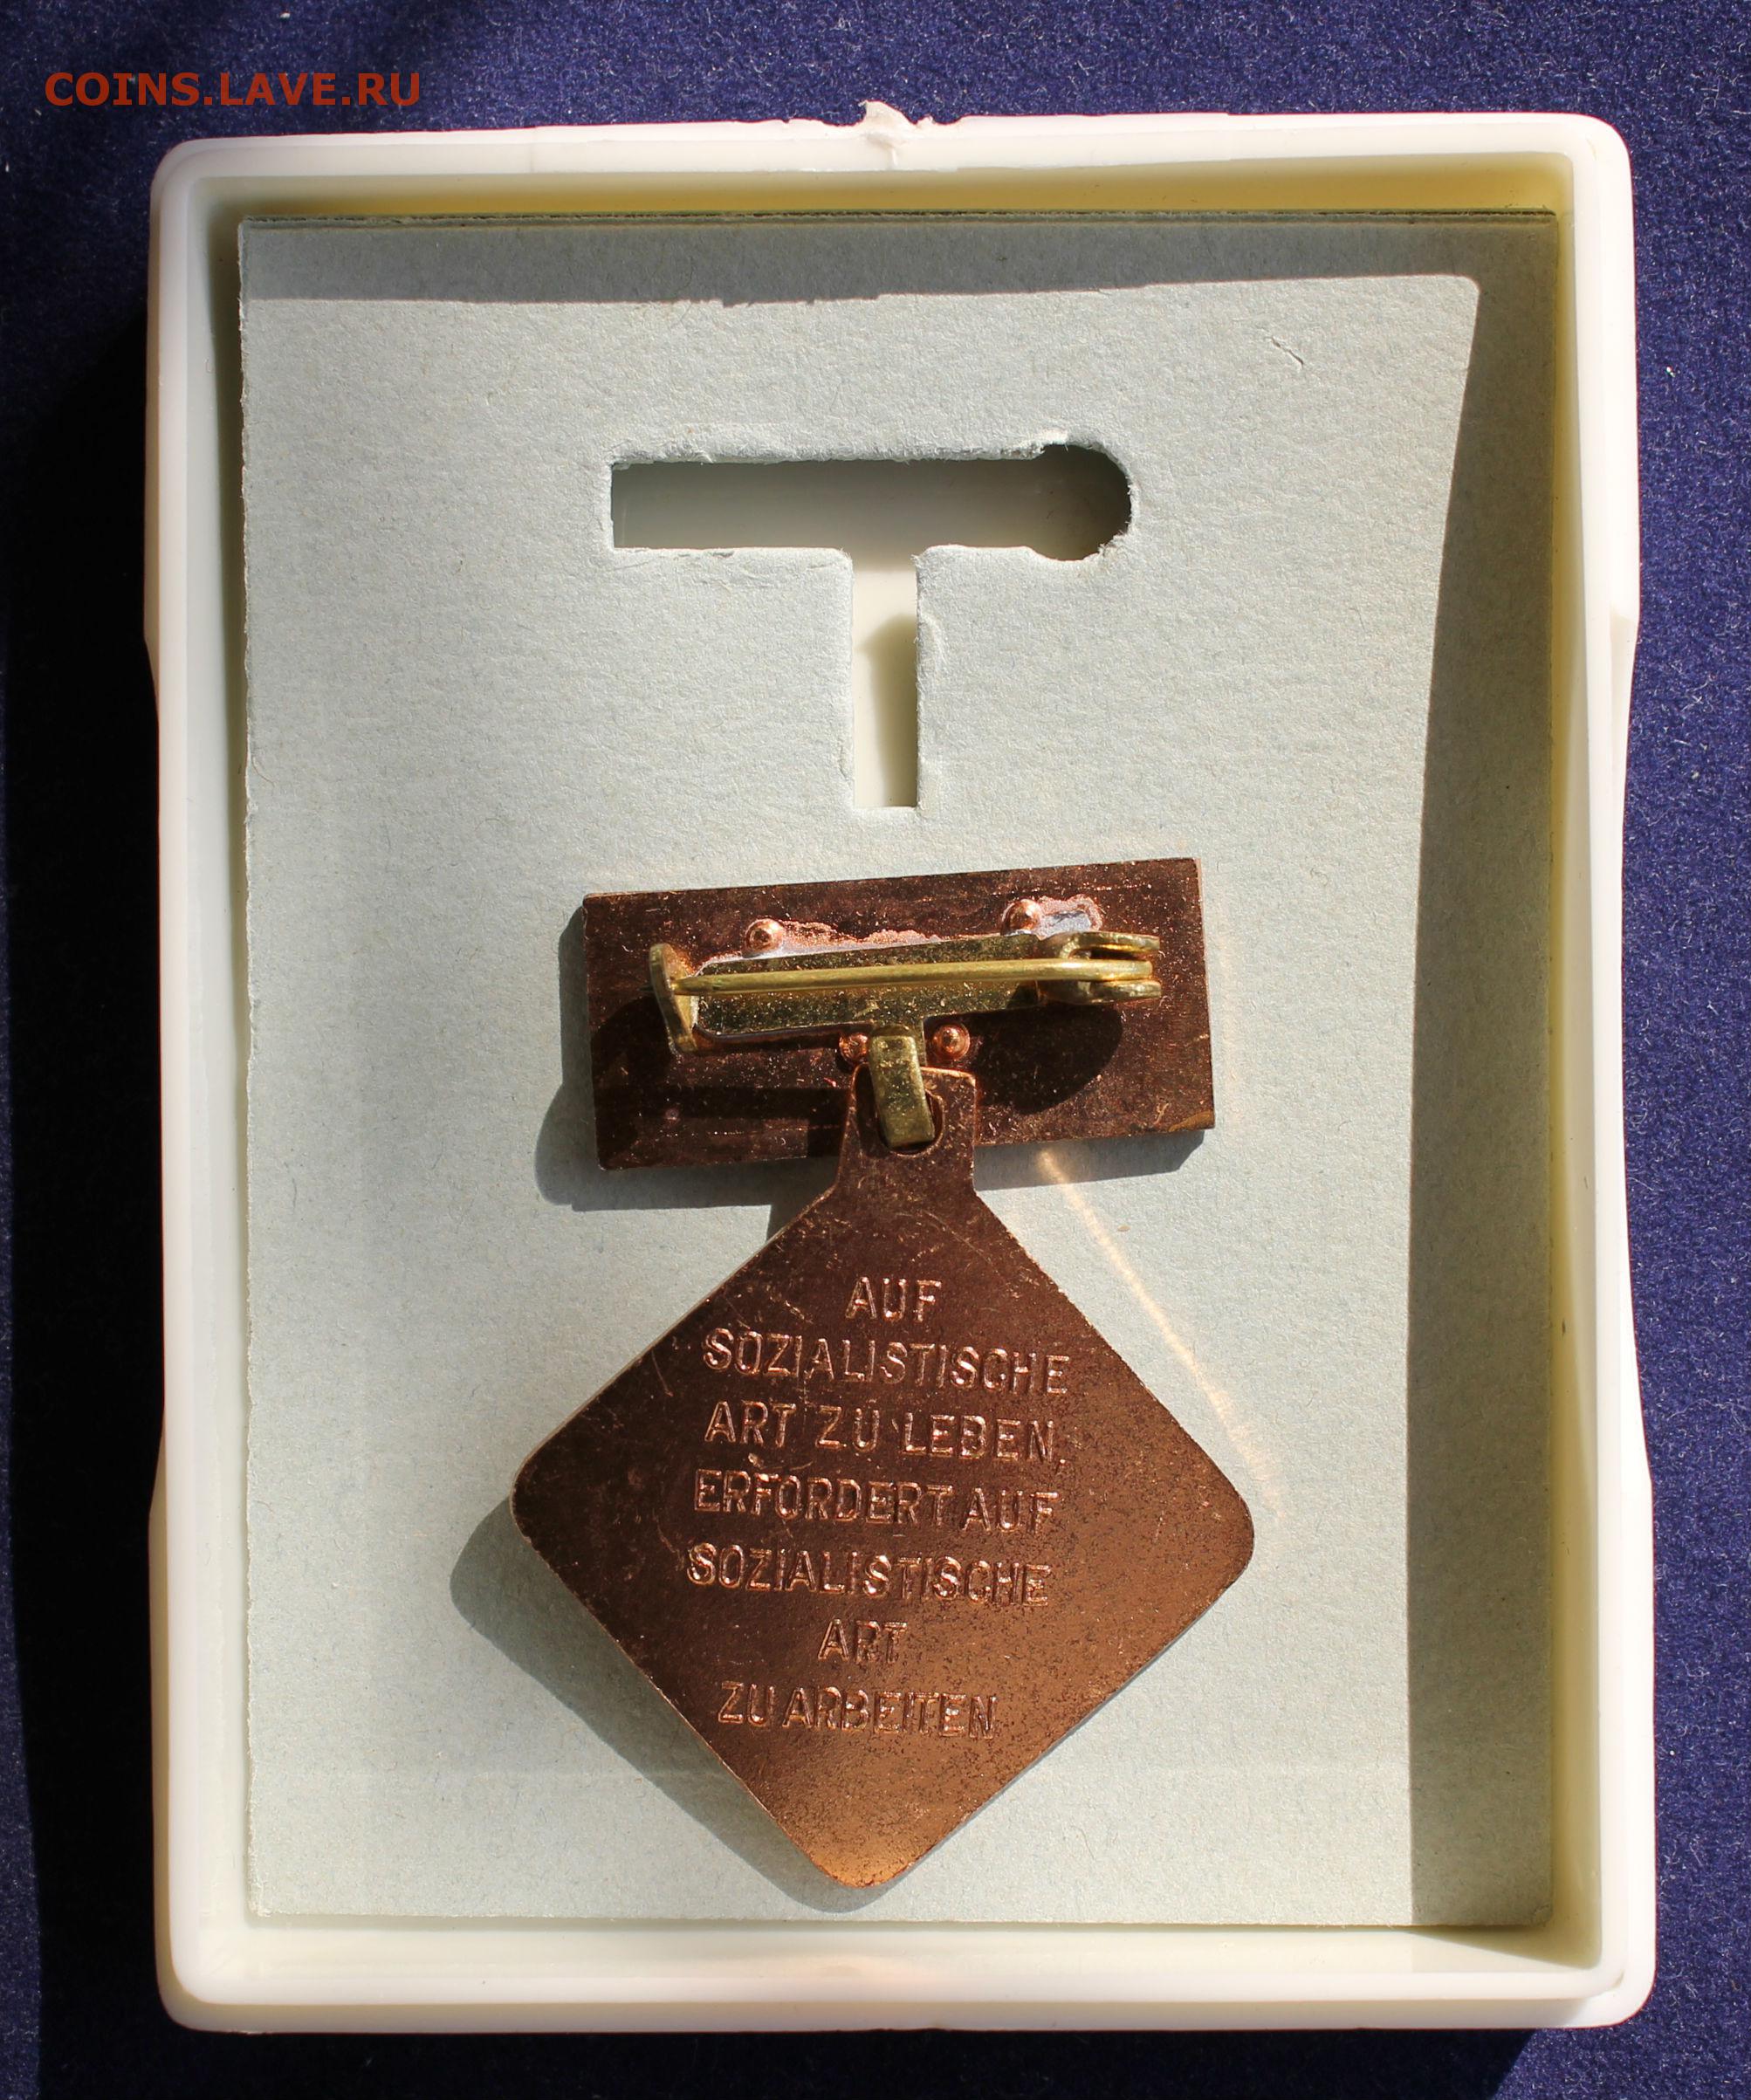 COINS.LAVE.RU
AUF
SOZIALISTISCHE
ART ZU LEBEN,
ERFORDERT AUF
SOZIALISTISCHE
ART
ZU ARBEITEN